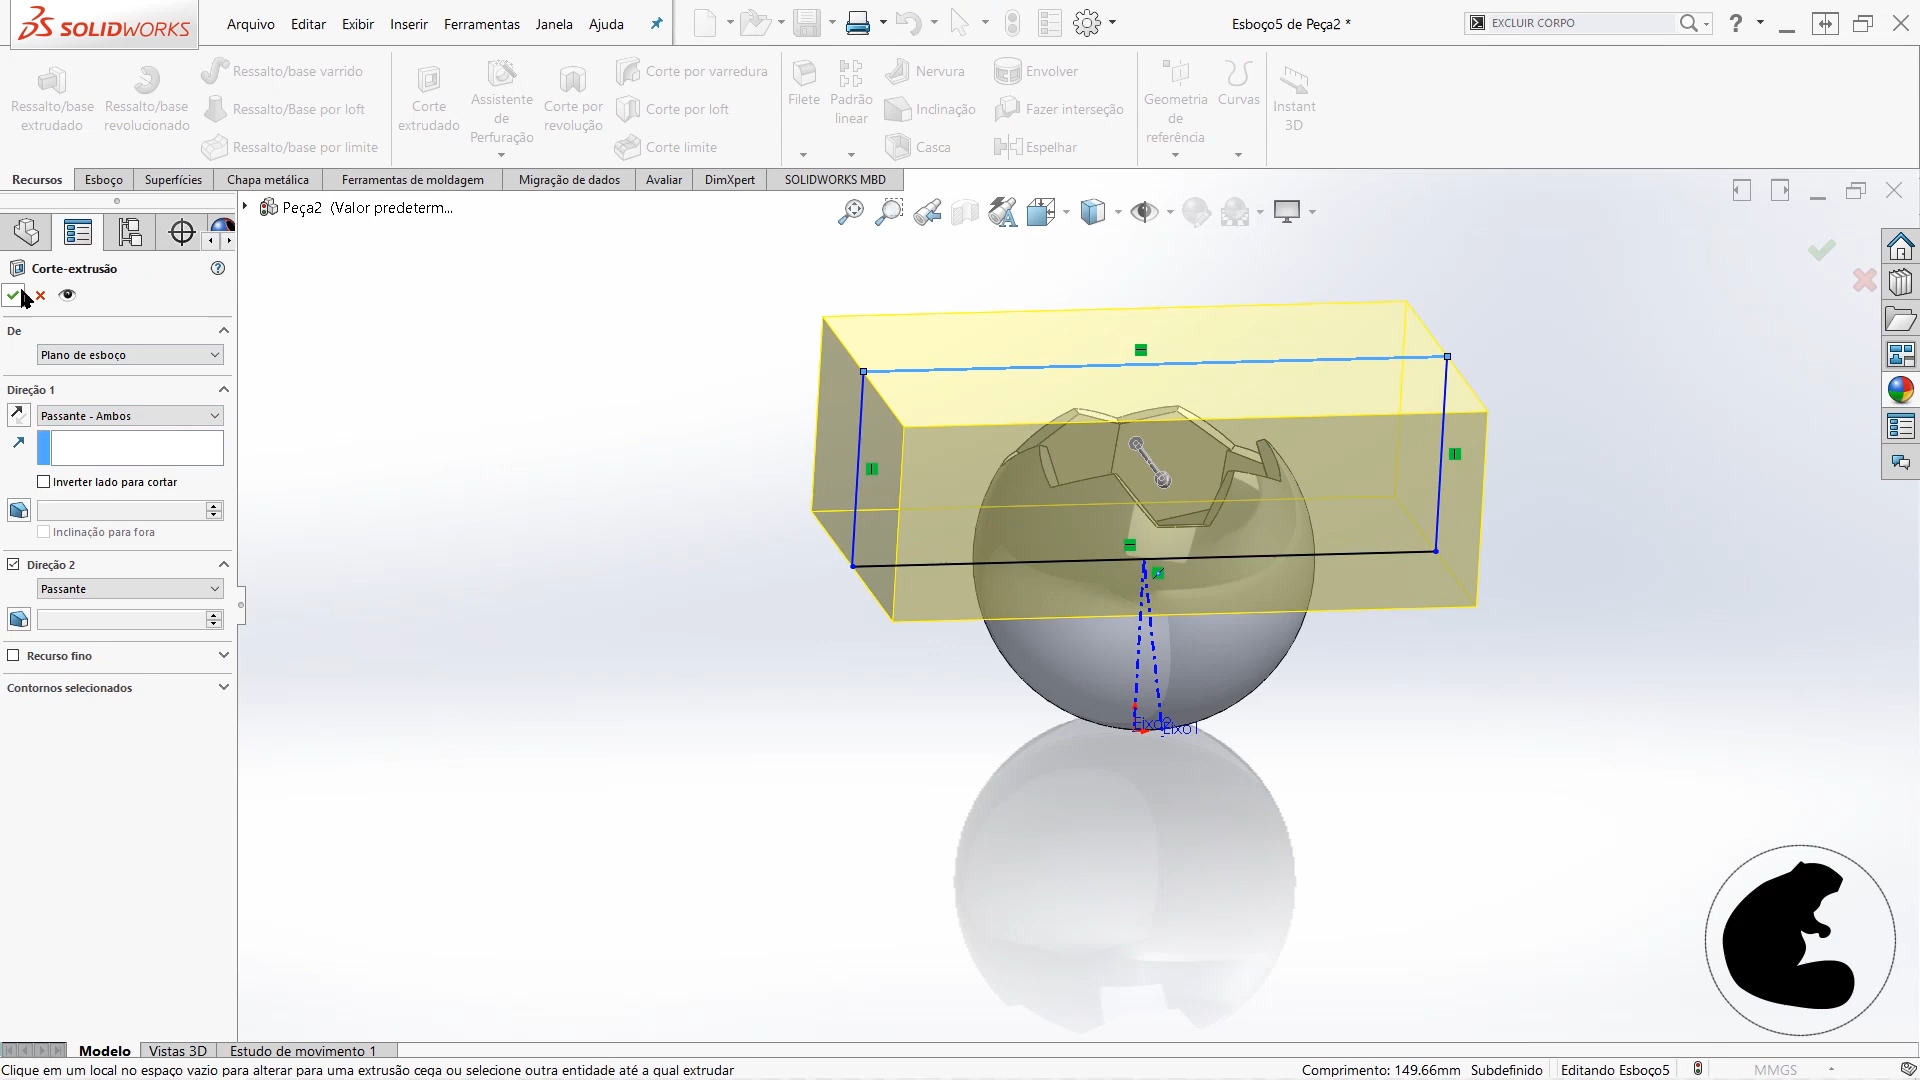 SOLIDWORKS
Arquivo Editar Exibir Inserir Ferramentas Janela Ajuda
Esboço5 de Peça2 *
EXCLUIR CORPO
?
Ressalto/base extrudado
Ressalto/base revolucionado
Ressalto/base varrido
Ressalto/Base por loft
Ressalto/base por limite
Corte extrudado
Assistente de Perfuração
Corte por revolução
Corte por varredura
Corte por loft
Corte limite
Filete
Padrão linear
Nervura
Inclinação
Casca
Envolver
Fazer interseção
Espelhar
Geometria de referência
Curvas
Instant 3D
Recursos Esboço Superfícies Chapa metálica Ferramentas de moldagem Migração de dados Avaliar DimXpert SOLIDWORKS MBD
Peça2 (Valor predeterm...
Corte-extrusão
De
Plano de esboço
Direção 1
Passante - Ambos
Inverter lado para cortar
Inclinação para fora
Direção 2
Passante
Recurso fino
Contornos selecionados
Eixo1
Modelo Vistas 3D Estudo de movimento 1
Clique em um local no espaço vazio para alterar para uma extrusão cega ou selecione outra entidade até a qual extrudar
Comprimento: 149.66mm Subdefinido Editando Esboço5 MMGS